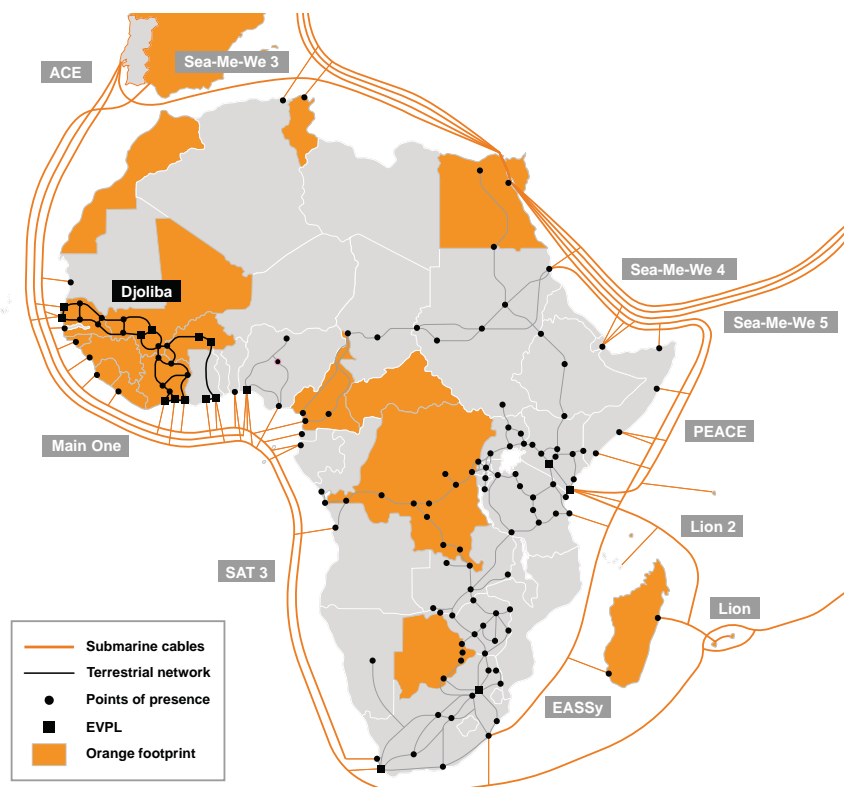 Sea-Me-We 3
ACE
Sea-Me-We 4
Djoliba
Sea-Me-We 5
PEACE
Main One
Lion 2
SAT 3
Lion
EASSy
Submarine cables
Terrestrial network
Points of presence
EVPL
Orange footprint